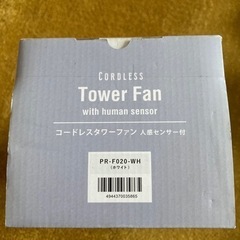 CORDLESS
Tower Fan
with human sensor
コードレスタワーファン 人感センサー付
PR-F020-WH
(ホワイト)
4944370035665